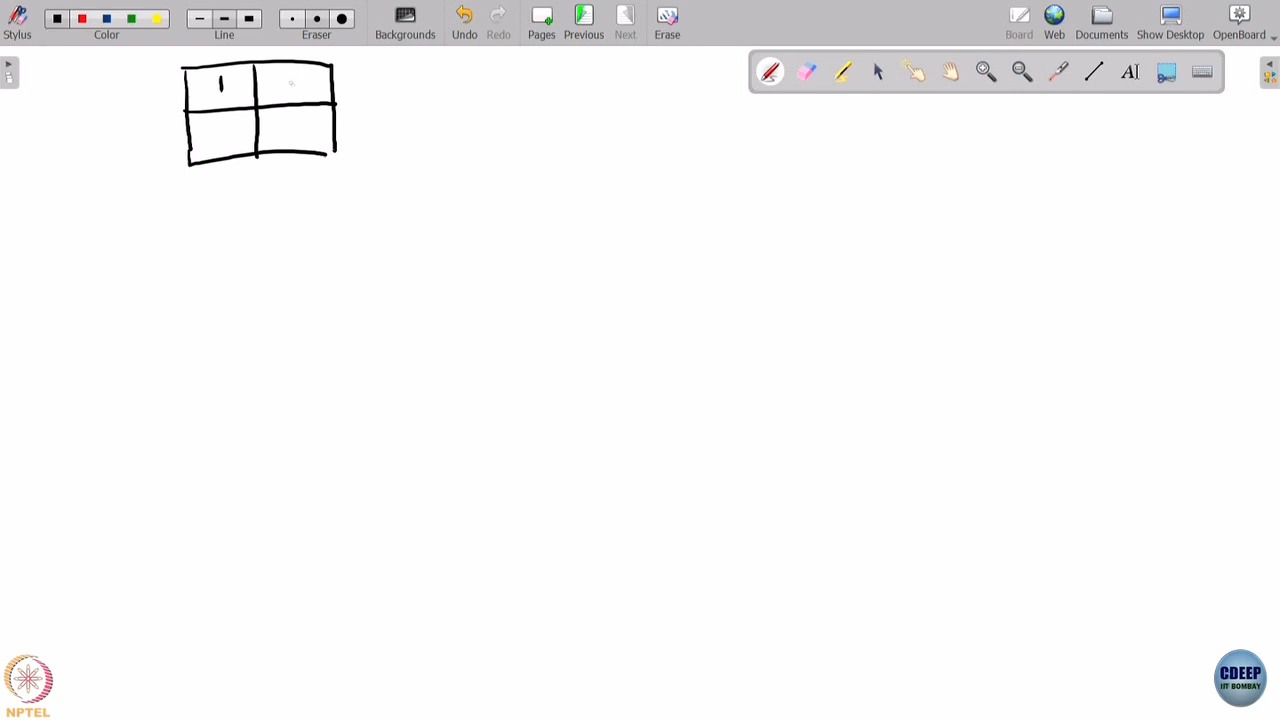 Stylus
Color
Line
Eraser
Backgrounds
Undo
Redo
Pages
Previous
Next
Erase
Board
Web
Documents
Show Desktop
OpenBoard
AI
1
NPTEL
CDEEP
IIT BOMBAY